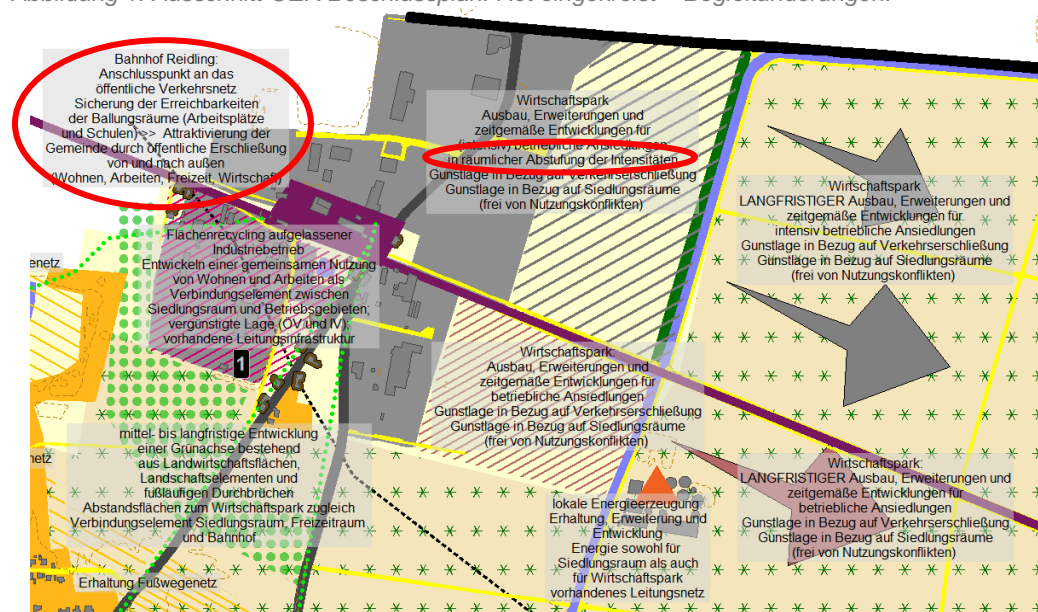 Bahnhof Reidling:
Anschlusspunkt an das
öffentliche Verkehrsnetz
Sicherung der Erreichbarkeiten
der Ballungsräume (Arbeitsplätze
und Schulen) >> Attraktivierung der
Gemeinde durch öffentliche Erschließung
von und nach außen
(Wohnen, Arbeiten, Freizeit, Wirtschaft)
Wirtschaftspark
Ausbau, Erweiterungen und
zeitgemäße Entwicklungen für
(intensiv) betriebliche Ansiedlungen
in räumlicher Abstufung der Intensitäten
Gunstlage in Bezug auf Verkehrserschließung
Gunstlage in Bezug auf Siedlungsräume
(frei von Nutzungskonflikten)
Wirtschaftspark
LANGFRISTIGER Ausbau, Erweiterungen und
zeitgemäße Entwicklungen für
intensiv betriebliche Ansiedlungen
Gunstlage in Bezug auf Verkehrserschließung
Gunstlage in Bezug auf Siedlungsräume
(frei von Nutzungskonflikten)
Flächenrecycling aufgelassener
Industriebetrieb
Entwickeln einer gemeinsamen Nutzung
von Wohnen und Arbeiten als
Verbindungselement zwischen
Siedlungsraum und Betriebsgebieten;
vergünstigte Lage (ÖV und IV);
vorhandene Leitungsinfrastruktur
enetz
1
Wirtschaftspark:
Ausbau, Erweiterungen und
zeitgemäße Entwicklungen für
betriebliche Ansiedlungen
Gunstlage in Bezug auf Verkehrserschließung
Gunstlage in Bezug auf Siedlungsräume
(frei von Nutzungskonflikten)
mittel- bis langfristige Entwicklung
einer Grünachse bestehend
aus Landwirtschaftsflächen,
Landschaftselementen und
fußläufigen Durchbrüchen
Abstandsflächen zum Wirtschaftspark zugleich
Verbindungselement Siedlungsraum, Freizeitraum
und Bahnhof
netz
Wirtschaftspark:
LANGFRISTIGER Ausbau, Erweiterungen und
zeitgemäße Entwicklungen für
betriebliche Ansiedlungen
Gunstlage in Bezug auf Verkehrserschließung
Gunstlage in Bezug auf Siedlungsräume
(frei von Nutzungskonflikten)
lokale Energieerzeugung:
Erhaltung, Erweiterung und
Entwicklung
Energie sowohl für
Siedlungsraum als auch
für Wirtschaftspark
vorhandenes Leitungsnetz
Erhaltung Fußwegenetz